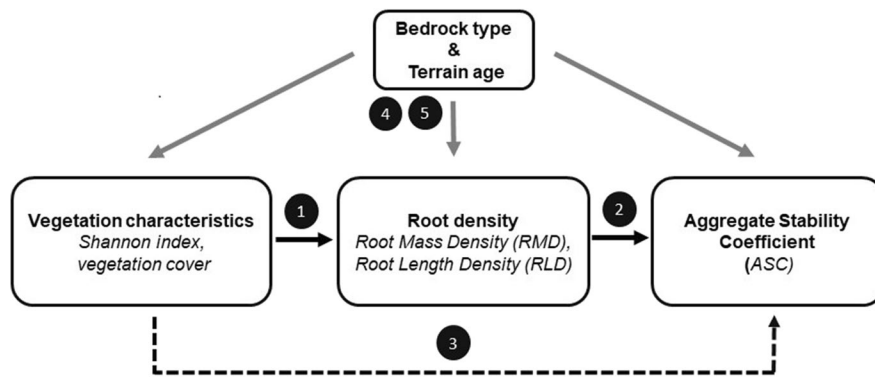 Bedrock type
&
Terrain age
4 5
Vegetation characteristics
Shannon index,
vegetation cover
1
Root density
Root Mass Density (RMD),
Root Length Density (RLD)
2
Aggregate Stability
Coefficient
(ASC)
3